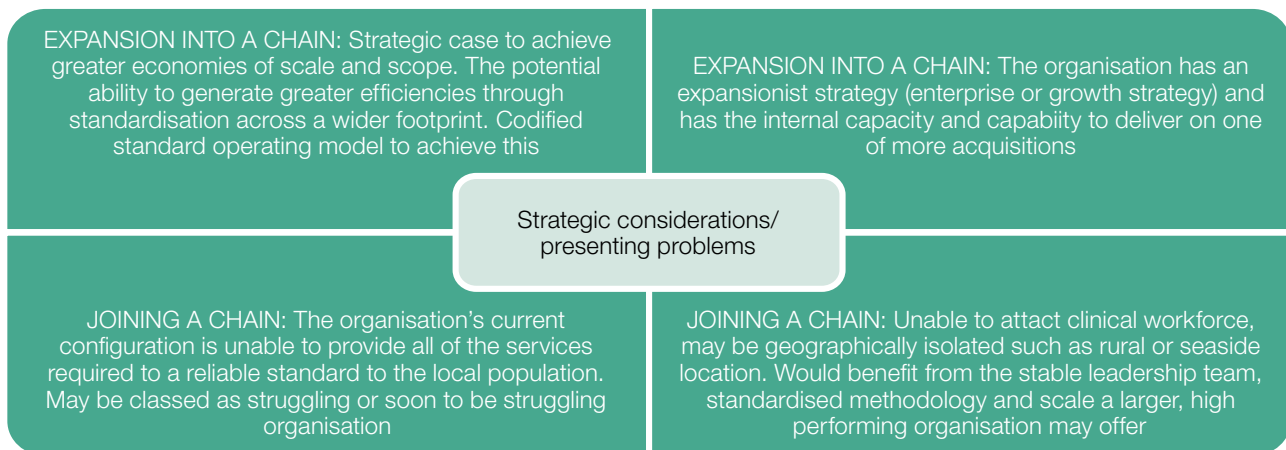 EXPANSION INTO A CHAIN: Strategic case to achieve
greater economies of scale and scope. The potential
ability to generate greater efficiencies through
standardisation across a wider footprint. Codified
standard operating model to achieve this
EXPANSION INTO A CHAIN: The organisation has an
expansionist strategy (enterprise or growth strategy) and
has the internal capacity and capabiity to deliver on one
of more acquisitions
Strategic considerations/
presenting problems
JOINING A CHAIN: The organisation's current
configuration is unable to provide all of the services
required to a reliable standard to the local population.
May be classed as struggling or soon to be struggling
organisation
JOINING A CHAIN: Unable to attact clinical workforce,
may be geographically isolated such as rural or seaside
location. Would benefit from the stable leadership team,
standardised methodology and scale a larger, high
performing organisation may offer